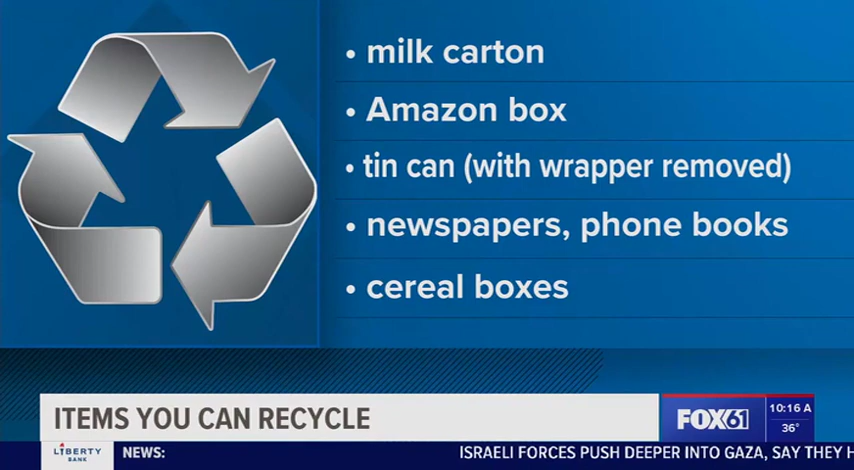 • milk carton
• Amazon box
• tin can (with wrapper removed)
• newspapers, phone books
• cereal boxes
ITEMS YOU CAN RECYCLE
FOX61
10:16 A
36°
LIBERTY
BANK
NEWS:
ISRAELI FORCES PUSH DEEPER INTO GAZA, SAY THEY H